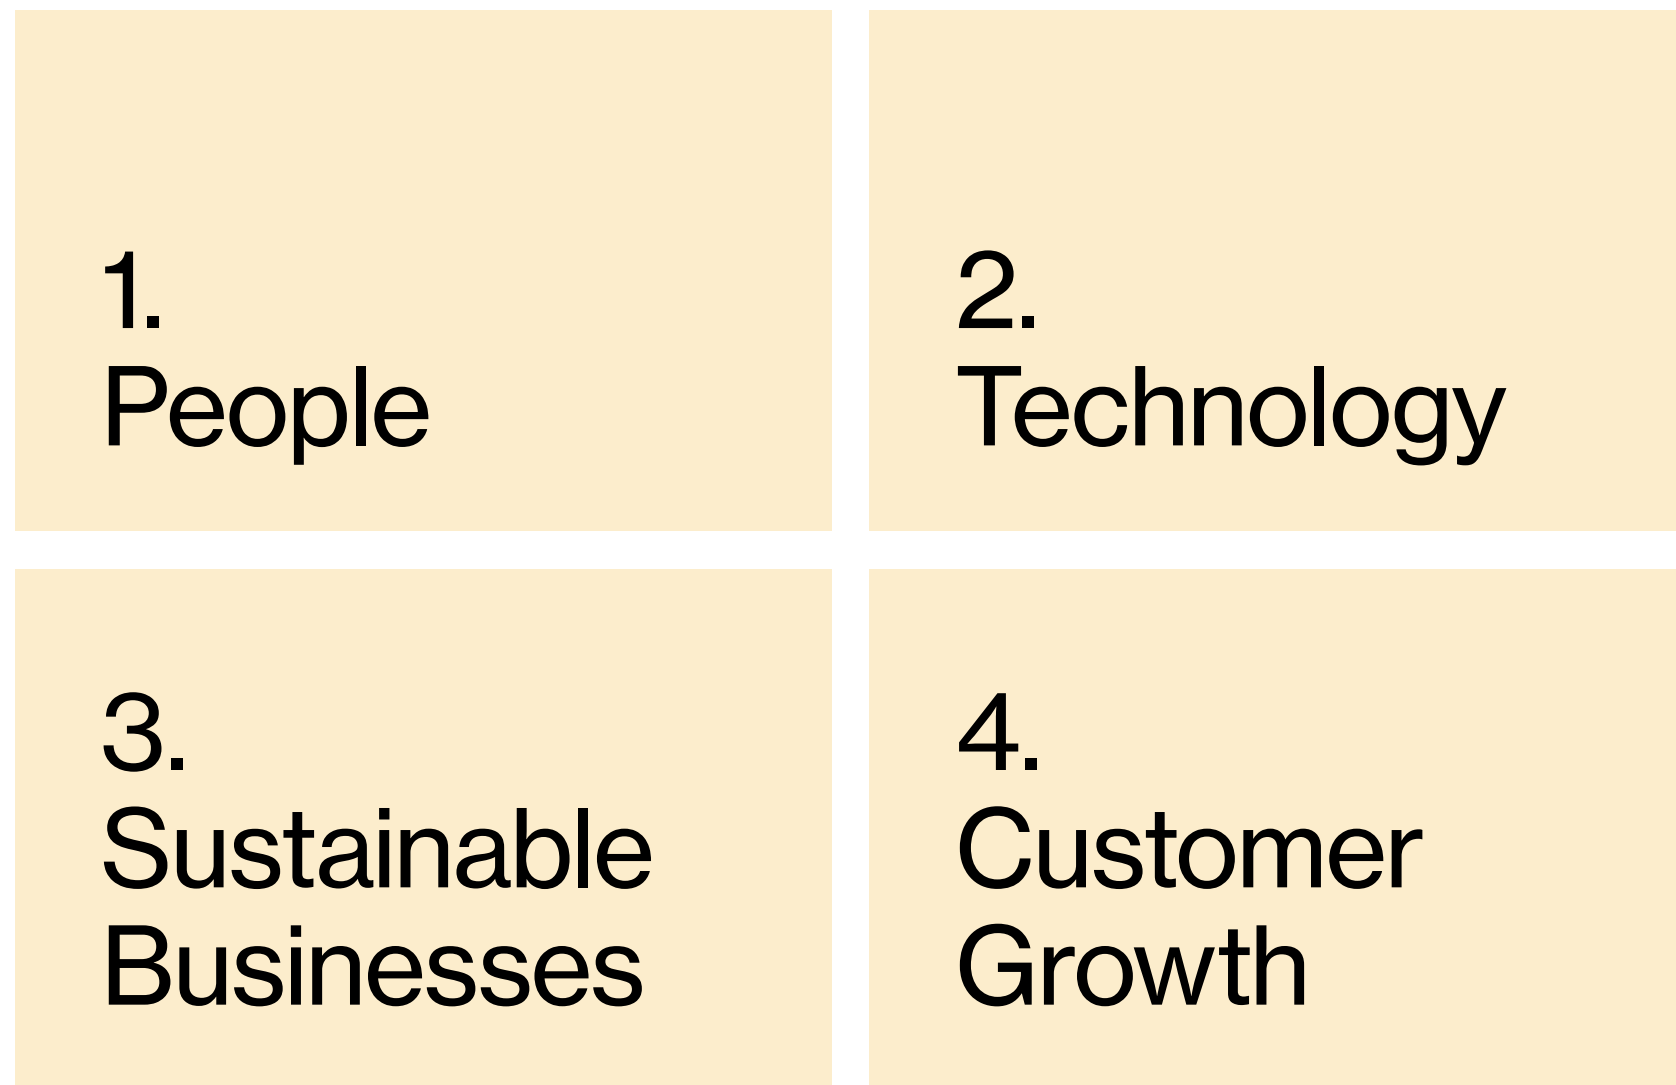 1.
People
2.
Technology
3.
Sustainable
Businesses
4.
Customer
Growth